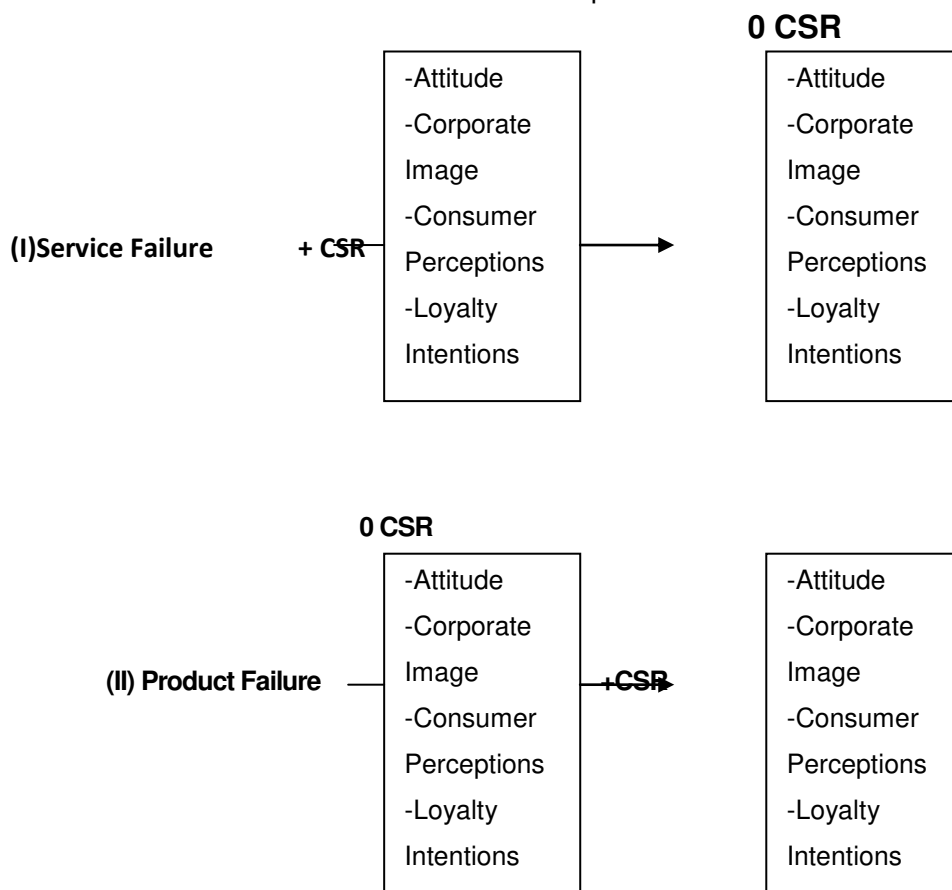 0 CSR
-Attitude
-Corporate
Image
-Consumer
Perceptions
-Loyalty
Intentions
-Attitude
-Corporate
Image
-Consumer
Perceptions
-Loyalty
Intentions
(I)Service Failure + CSR
0 CSR
-Attitude
-Corporate
Image
-Consumer
Perceptions
-Loyalty
Intentions
-Attitude
-Corporate
Image
-Consumer
Perceptions
-Loyalty
Intentions
(II) Product Failure +CSR